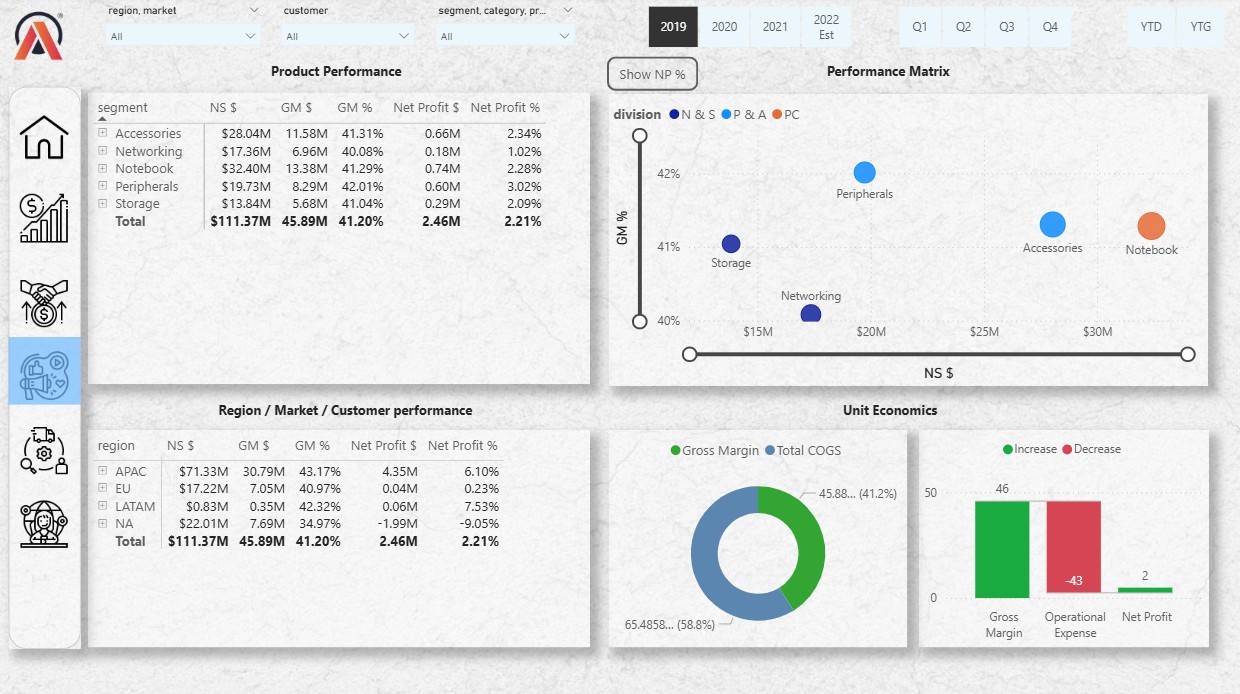 region, market
customer
segment, category, pr...
All
All
All
2019
2020
2021
2022
Est
Q1
Q2
Q3
Q4
YTD
YTG
Product Performance
segment NS $ GM $ GM % Net Profit $ Net Profit %
Accessories $28.04M 11.58M 41.31% 0.66M 2.34%
Networking $17.36M 6.96M 40.08% 0.18M 1.02%
Notebook $32.40M 13.38M 41.29% 0.74M 2.28%
Peripherals $19.73M 8.29M 42.01% 0.60M 3.02%
Storage $13.84M 5.68M 41.04% 0.29M 2.09%
Total $111.37M 45.89M 41.20% 2.46M 2.21%
Show NP %
Performance Matrix
division N & S P & A PC
GM %
42%
41%
40%
Peripherals
Storage
Networking
Accessories
Notebook
$15M $20M $25M $30M
NS $
Region / Market / Customer performance
region NS $ GM $ GM % Net Profit $ Net Profit %
APAC $71.33M 30.79M 43.17% 4.35M 6.10%
EU $17.22M 7.05M 40.97% 0.04M 0.23%
LATAM $0.83M 0.35M 42.32% 0.06M 7.53%
NA $22.01M 7.69M 34.97% -1.99M -9.05%
Total $111.37M 45.89M 41.20% 2.46M 2.21%
Unit Economics
Gross Margin Total COGS
45.88... (41.2%)
65.4858... (58.8%)
Increase Decrease
50
0
46
-43
2
Gross
Margin
Operational
Expense
Net Profit